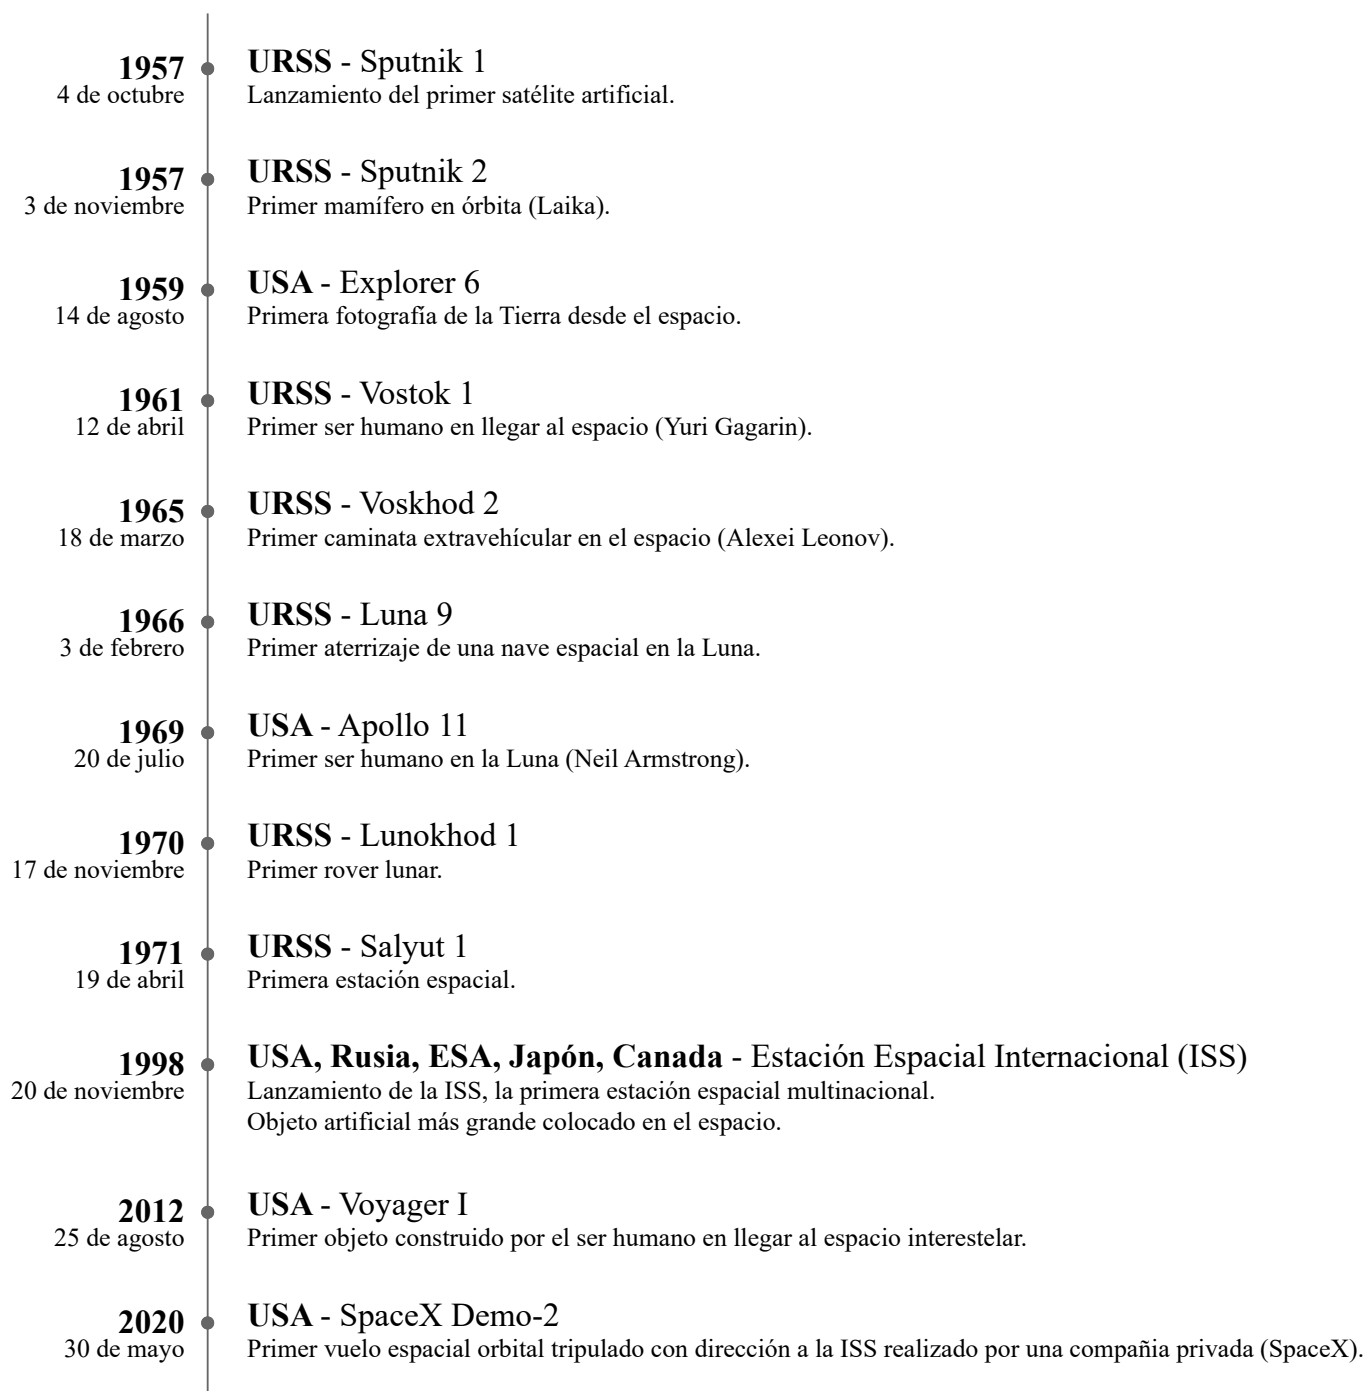 1957
4 de octubre
URSS - Sputnik 1
Lanzamiento del primer satélite artificial.
1957
3 de noviembre
URSS - Sputnik 2
Primer mamífero en órbita (Laika).
1959
14 de agosto
USA - Explorer 6
Primera fotografía de la Tierra desde el espacio.
1961
12 de abril
URSS - Vostok 1
Primer ser humano en llegar al espacio (Yuri Gagarin).
1965
18 de marzo
URSS - Voskhod 2
Primer caminata extravehícular en el espacio (Alexei Leonov).
1966
3 de febrero
URSS - Luna 9
Primer aterrizaje de una nave espacial en la Luna.
1969
20 de julio
USA - Apollo 11
Primer ser humano en la Luna (Neil Armstrong).
1970
17 de noviembre
URSS - Lunokhod 1
Primer rover lunar.
1971
19 de abril
URSS - Salyut 1
Primera estación espacial.
1998
20 de noviembre
USA, Rusia, ESA, Japón, Canada - Estación Espacial Internacional (ISS)
Lanzamiento de la ISS, la primera estación espacial multinacional.
Objeto artificial más grande colocado en el espacio.
2012
25 de agosto
USA - Voyager I
Primer objeto construido por el ser humano en llegar al espacio interestelar.
2020
30 de mayo
USA - SpaceX Demo-2
Primer vuelo espacial orbital tripulado con dirección a la ISS realizado por una compañia privada (SpaceX).